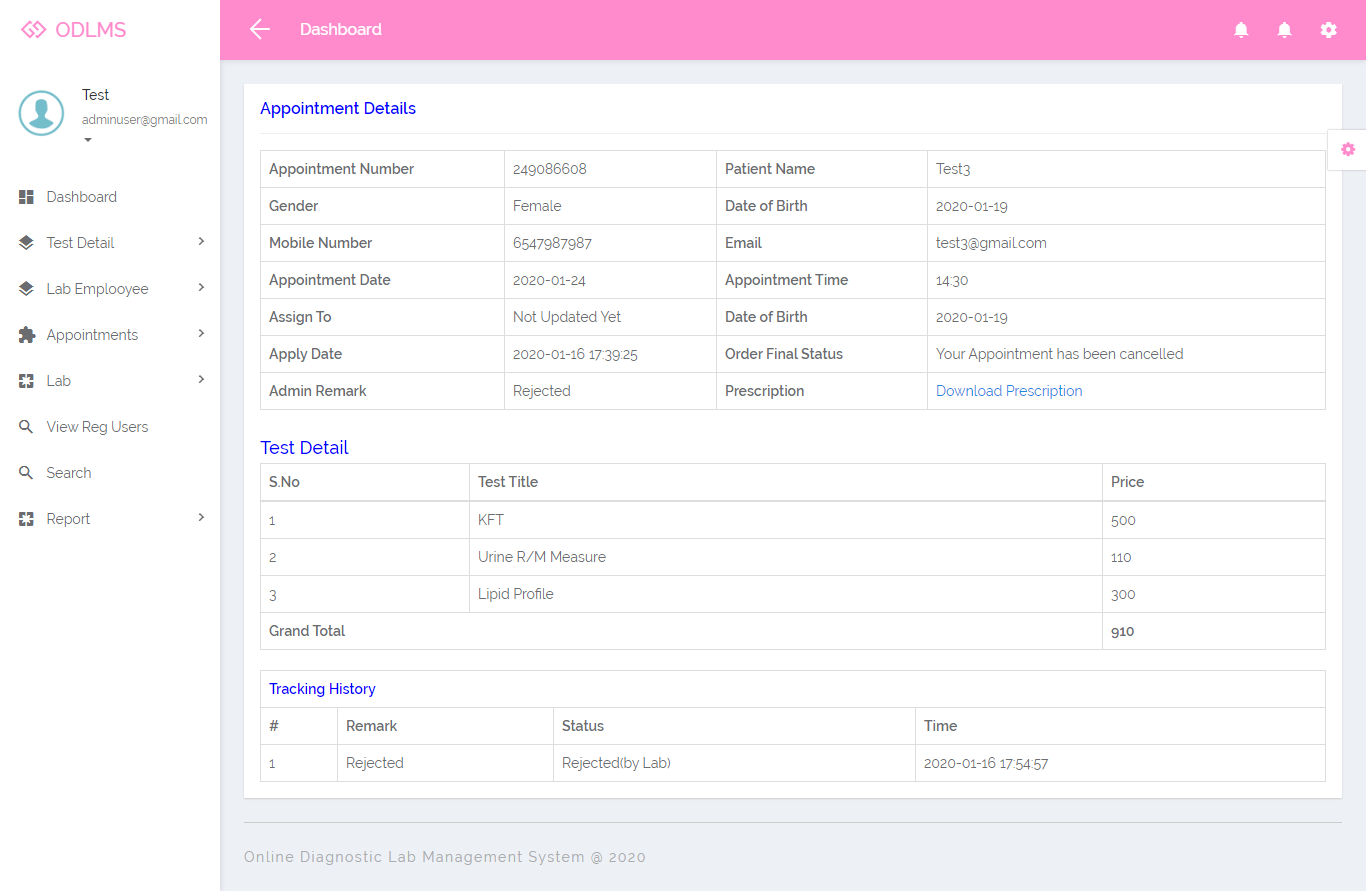 ODLMS
Dashboard
Test
adminuser@gmail.com
Dashboard
Test Detail
Lab Emplooyee
Appointments
Lab
View Reg Users
Search
Report
Appointment Details
Appointment Number 249086608 Patient Name Test3
Gender Female Date of Birth 2020-01-19
Mobile Number 6547987987 Email test3@gmail.com
Appointment Date 2020-01-24 Appointment Time 14:30
Assign To Not Updated Yet Date of Birth 2020-01-19
Apply Date 2020-01-16 17:39:25 Order Final Status Your Appointment has been cancelled
Admin Remark Rejected Prescription Download Prescription
Test Detail
S.No Test Title Price
1 KFT 500
2 Urine R/M Measure 110
3 Lipid Profile 300
Grand Total 910
Tracking History
# Remark Status Time
1 Rejected Rejected(by Lab) 2020-01-16 17:54:57
Online Diagnostic Lab Management System @ 2020